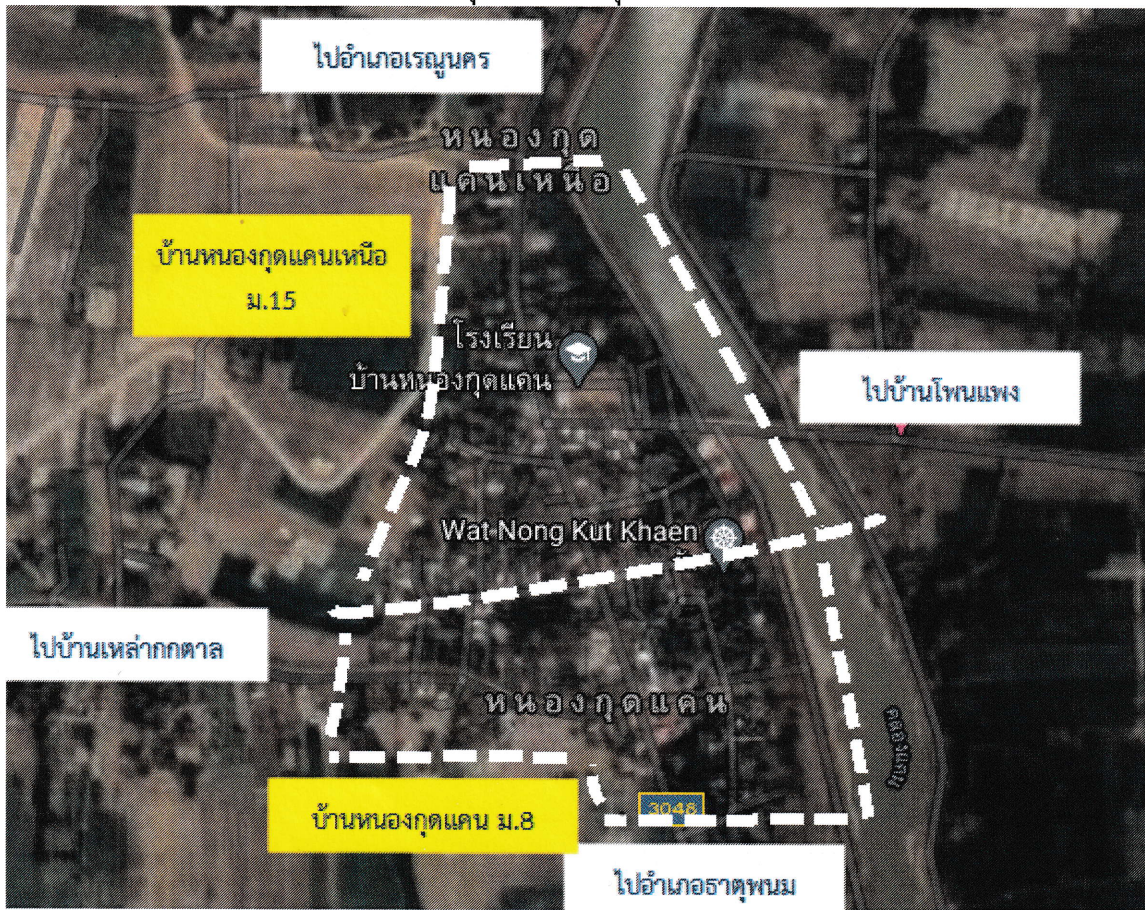 ไปอำเภอเรณูนคร
หนองกุด
แคนเหนือ
บ้านหนองกุดแคนเหนือ
ม.15
โรงเรียน
บ้านหนองกุดแคน
ไปบ้านโพนแพง
Wat Nong Kut Khaen
ไปบ้านเหล่ากกตาล
หนองกุดแคน
3048
บ้านหนองกุดแคน ม.8
ไปอำเภอธาตุพนม